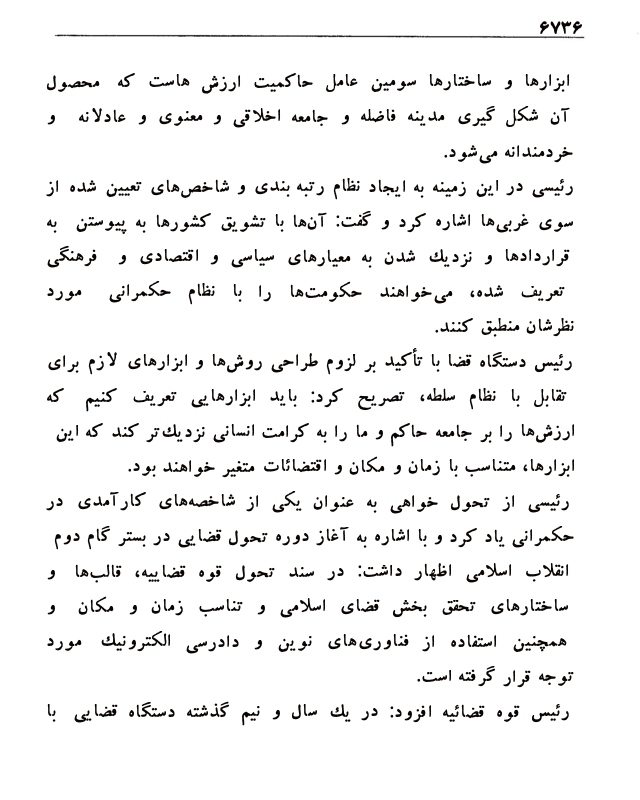 ۶۷۳۶
ابزارها و ساختارها سومین عامل حاکمیت ارزش هاست که محصول
آن شکل گیری مدینه فاضله و جامعه اخلاقی و معنوی و عادلانه و
خردمندانه می‌شود.
رئیسی در این زمینه به ایجاد نظام رتبه بندی و شاخص‌های تعیین شده از
سوی غربی‌ها اشاره کرد و گفت: آن‌ها با تشویق کشورها به پیوستن به
قراردادها و نزدیك شدن به معیارهای سیاسی و اقتصادی و فرهنگی
تعریف شده، می‌خواهند حکومت‌ها را با نظام حکمرانی مورد
نظرشان منطبق کنند.
رئیس دستگاه قضا با تأکید بر لزوم طراحی روش‌ها و ابزارهای لازم برای
تقابل با نظام سلطه، تصریح کرد: باید ابزارهایی تعریف کنیم که
ارزش‌ها را بر جامعه حاکم و ما را به کرامت انسانی نزدیك‌تر کند که این
ابزارها، متناسب با زمان و مکان و اقتضائات متغیر خواهند بود.
رئیسی از تحول خواهی به عنوان یکی از شاخصه‌های کارآمدی در
حکمرانی یاد کرد و با اشاره به آغاز دوره تحول قضایی در بستر گام دوم
انقلاب اسلامی اظهار داشت: در سند تحول قوه قضاییه، قالب‌ها و
ساختارهای تحقق بخش قضای اسلامی و تناسب زمان و مکان و
همچنین استفاده از فناوری‌های نوین و دادرسی الکترونیك مورد
توجه قرار گرفته است.
رئیس قوه قضائیه افزود: در یك سال و نیم گذشته دستگاه قضایی با